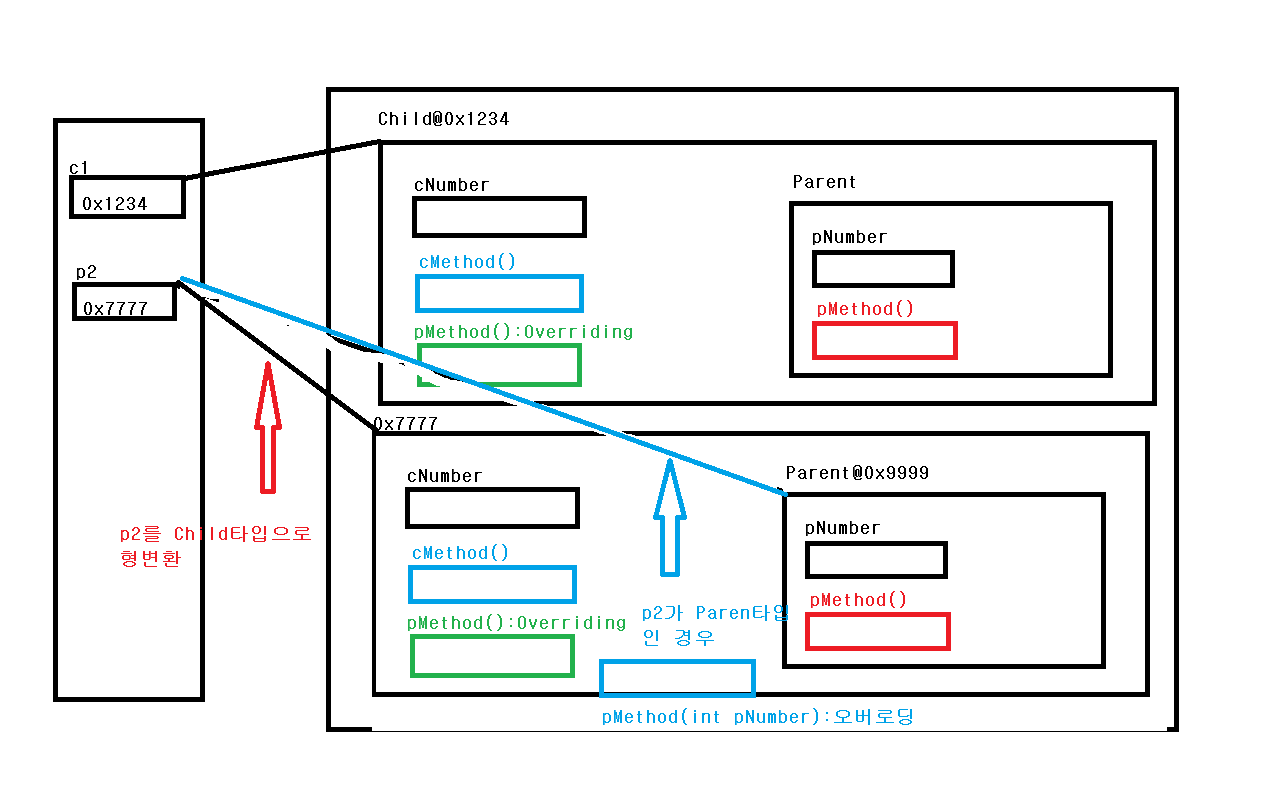 Child@0x1234
c1
0x1234
cNumber
Parent
pNumber
cMethod()
p2
0x7777
pMethod()
pMethod():Overriding
0x7777
cNumber
Parent@0x9999
pNumber
p2를 Child타입으로
형변환
cMethod()
pMethod()
p2가 Paren타입
인 경우
pMethod():Overriding
pMethod(int pNumber):오버로딩